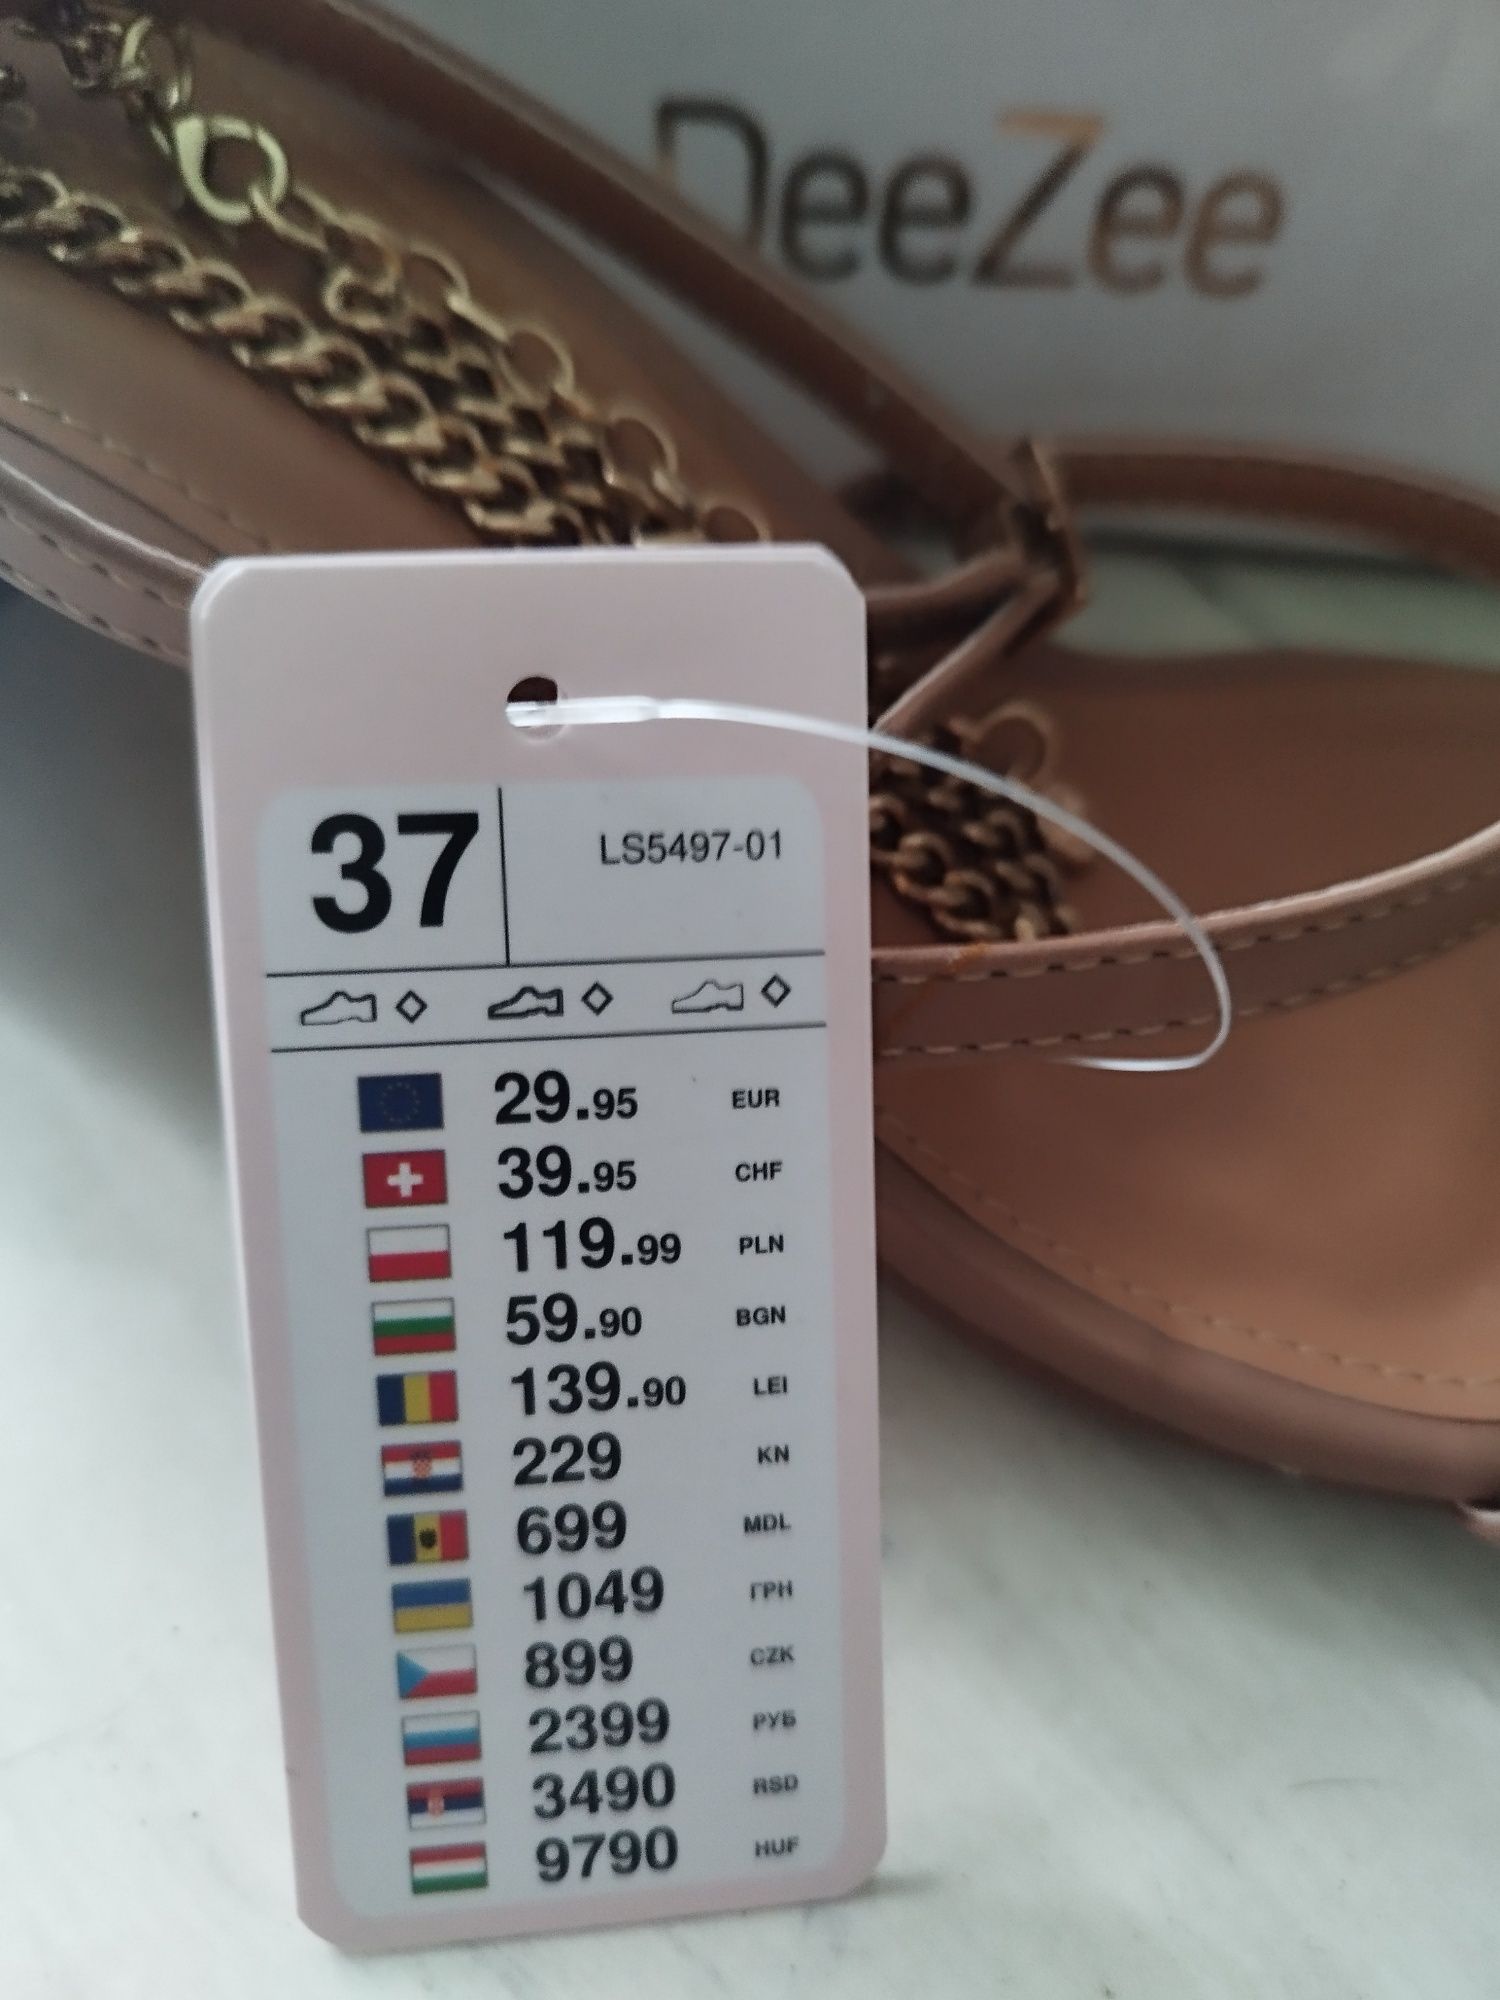 DeeZee
37
LS5497-01
29.95 EUR
39.95 CHF
119.99 PLN
59.90 BGN
139.90 LEI
229 KN
699 MDL
1049 ГРН
899 CZK
2399 РУБ
3490 RSD
9790 HUF